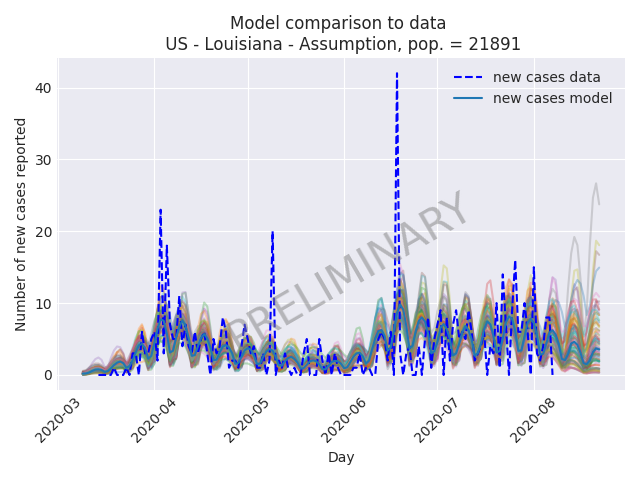 Model comparison to data
US - Louisiana - Assumption, pop. = 21891
Number of new cases reported
40
30
20
10
0
new cases data
new cases model
PRELIMINARY
2020-03
2020-04
2020-05
2020-06
2020-07
2020-08
Day